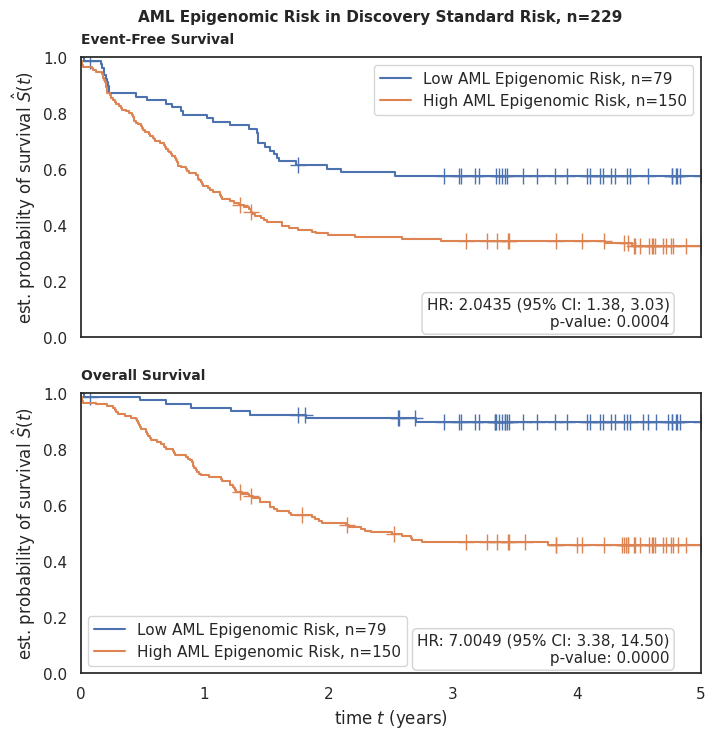 AML Epigenomic Risk in Discovery Standard Risk, n=229
Event-Free Survival
est. probability of survival Ŝ(t)
1.0
0.8
0.6
0.4
0.2
0.0
Low AML Epigenomic Risk, n=79
High AML Epigenomic Risk, n=150
HR: 2.0435 (95% CI: 1.38, 3.03)
p-value: 0.0004
Overall Survival
est. probability of survival Ŝ(t)
1.0
0.8
0.6
0.4
0.2
0.0
Low AML Epigenomic Risk, n=79
High AML Epigenomic Risk, n=150
HR: 7.0049 (95% CI: 3.38, 14.50)
p-value: 0.0000
0 1 2 3 4 5
time t (years)